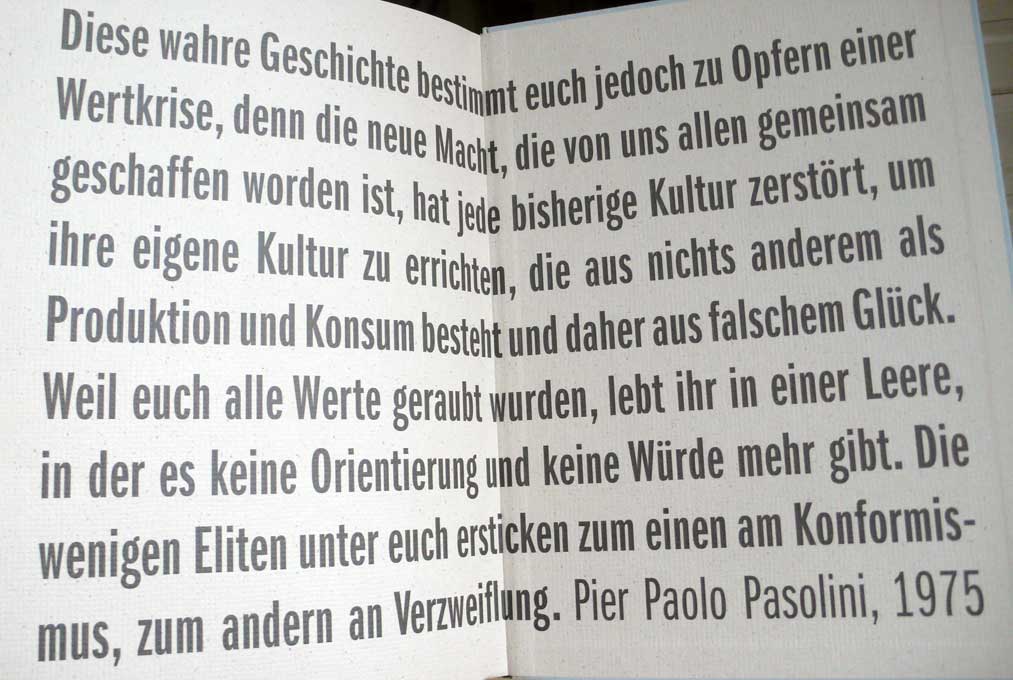 Diese wahre Geschichte bestimmt euch jedoch zu Opfern einer
Wertkrise, denn die neue Macht, die von uns allen gemeinsam
geschaffen worden ist, hat jede bisherige Kultur zerstört, um
ihre eigene Kultur zu errichten, die aus nichts anderem als
Produktion und Konsum besteht und daher aus falschem Glück.
Weil euch alle Werte geraubt wurden, lebt ihr in einer Leere,
in der es keine Orientierung und keine Würde mehr gibt. Die
wenigen Eliten unter euch ersticken zum einen am Konformis-
mus, zum andern an Verzweiflung. Pier Paolo Pasolini, 1975